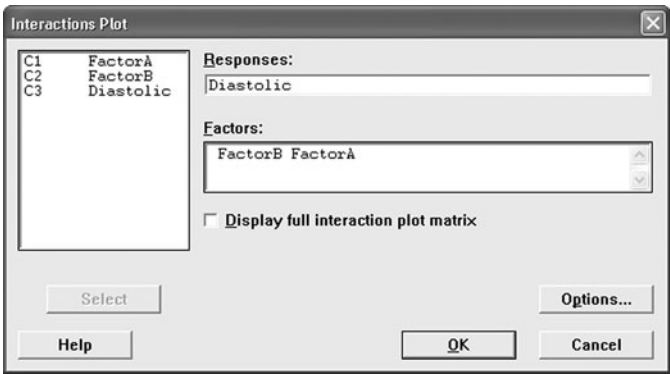 Interactions Plot
C1 FactorA
C2 FactorB
C3 Diastolic
Responses:
Diastolic
Factors:
FactorB FactorA
Display full interaction plot matrix
Select
Options...
Help
OK
Cancel